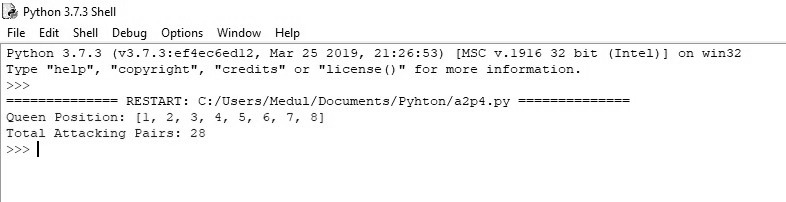 Python 3.7.3 Shell
File Edit Shell Debug Options Window Help
Python 3.7.3 (v3.7.3:ef4ec6ed12, Mar 25 2019, 21:26:53) [MSC v.1916 32 bit (Intel)] on win32
Type "help", "copyright", "credits" or "license()" for more information.
>>>
============== RESTART: C:/Users/Medul/Documents/Pyhton/a2p4.py ==============
Queen Position: [1, 2, 3, 4, 5, 6, 7, 8]
Total Attacking Pairs: 28
>>>